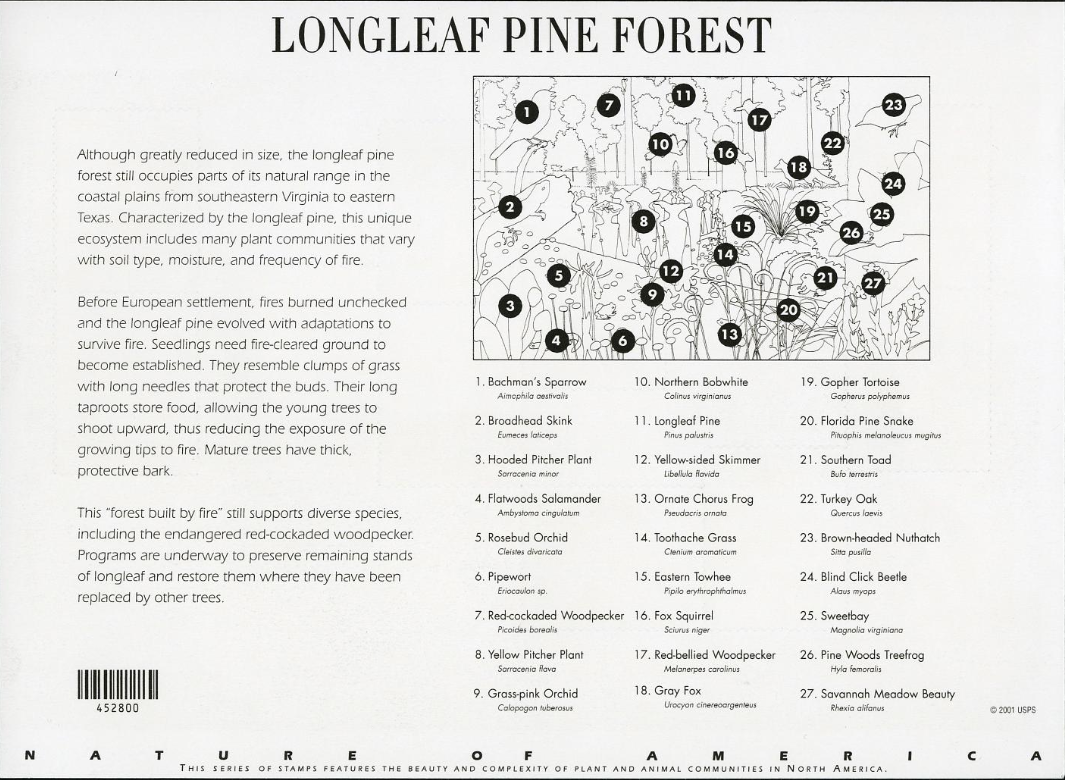 LONGLEAF PINE FOREST
Although greatly reduced in size, the longleaf pine
forest still occupies parts of its natural range in the
coastal plains from southeastern Virginia to eastern
Texas. Characterized by the longleaf pine, this unique
ecosystem includes many plant communities that vary
with soil type, moisture, and frequency of fire.
Before European settlement, fires burned unchecked
and the longleaf pine evolved with adaptations to
survive fire. Seedlings need fire-cleared ground to
become established. They resemble clumps of grass
with long needles that protect the buds. Their long
taproots store food, allowing the young trees to
shoot upward, thus reducing the exposure of the
growing tips to fire. Mature trees have thick,
protective bark.
This "forest built by fire" still supports diverse species,
including the endangered red-cockaded woodpecker.
Programs are underway to preserve remaining stands
of longleaf and restore them where they have been
replaced by other trees.
452800
1
7
11
23
17
10
16
22
18
24
2
8
19
25
15
26
14
12
5
21
27
9
3
20
13
4
6
1. Bachman's Sparrow
Aimophila aestivalis
2. Broadhead Skink
Eumeces laticeps
3. Hooded Pitcher Plant
Sarracenia minor
4. Flatwoods Salamander
Ambystoma cingulatum
5. Rosebud Orchid
Cleistes divaricata
6. Pipewort
Eriocaulon sp.
7. Red-cockaded Woodpecker
Picoides borealis
8. Yellow Pitcher Plant
Sarracenia flava
9. Grass-pink Orchid
Calopogon tuberosus
10. Northern Bobwhite
Colinus virginianus
11. Longleaf Pine
Pinus palustris
12. Yellow-sided Skimmer
Libellula flavida
13. Ornate Chorus Frog
Pseudacris ornata
14. Toothache Grass
Ctenium aromaticum
15. Eastern Towhee
Pipilo erythrophthalmus
16. Fox Squirrel
Sciurus niger
17. Red-bellied Woodpecker
Melanerpes carolinus
18. Gray Fox
Urocyon cinereoargenteus
19. Gopher Tortoise
Gopherus polyphemus
20. Florida Pine Snake
Pituophis melanoleucus mugitus
21. Southern Toad
Bufo terrestris
22. Turkey Oak
Quercus laevis
23. Brown-headed Nuthatch
Sitta pusilla
24. Blind Click Beetle
Alaus myops
25. Sweetbay
Magnolia virginiana
26. Pine Woods Treefrog
Hyla femoralis
27. Savannah Meadow Beauty
Rhexia alifanus
© 2001 USPS
NATURE OF AMERICA
THIS SERIES OF STAMPS FEATURES THE BEAUTY AND COMPLEXITY OF PLANT AND ANIMAL COMMUNITIES IN NORTH AMERICA.